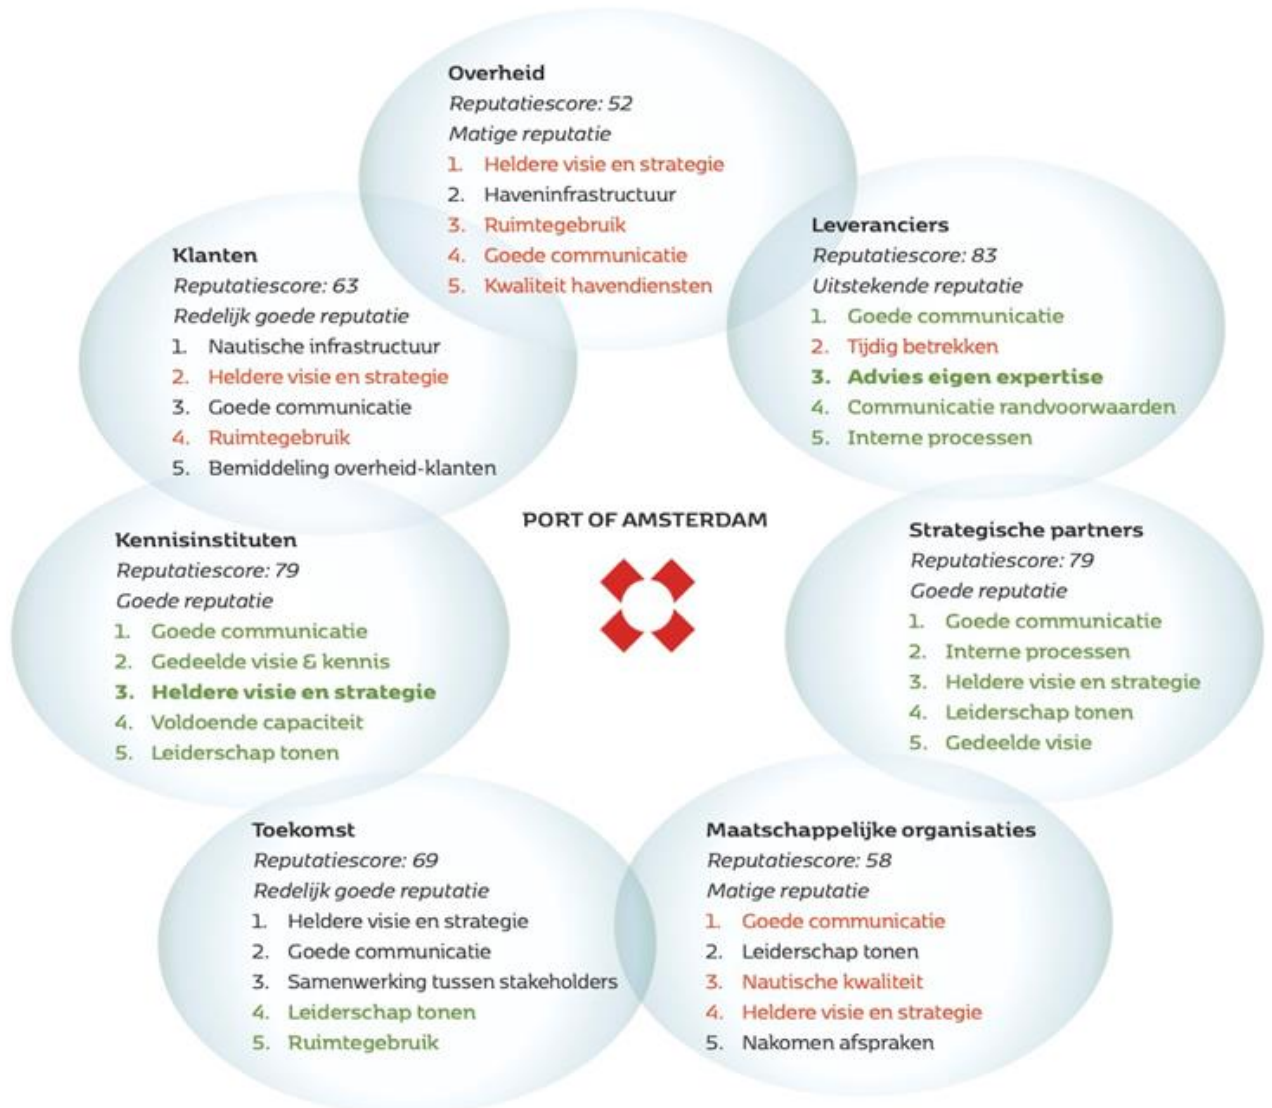 Overheid
Reputatiescore: 52
Matige reputatie
1. Heldere visie en strategie
2. Haveninfrastructuur
3. Ruimtegebruik
4. Goede communicatie
5. Kwaliteit havendiensten
Leveranciers
Reputatiescore: 83
Uitstekende reputatie
1. Goede communicatie
2. Tijdig betrekken
3. Advies eigen expertise
4. Communicatie randvoorwaarden
5. Interne processen
Klanten
Reputatiescore: 63
Redelijk goede reputatie
1. Nautische infrastructuur
2. Heldere visie en strategie
3. Goede communicatie
4. Ruimtegebruik
5. Bemiddeling overheid-klanten
PORT OF AMSTERDAM
Kennisinstituten
Reputatiescore: 79
Goede reputatie
1. Goede communicatie
2. Gedeelde visie & kennis
3. Heldere visie en strategie
4. Voldoende capaciteit
5. Leiderschap tonen
Strategische partners
Reputatiescore: 79
Goede reputatie
1. Goede communicatie
2. Interne processen
3. Heldere visie en strategie
4. Leiderschap tonen
5. Gedeelde visie
Toekomst
Reputatiescore: 69
Redelijk goede reputatie
1. Heldere visie en strategie
2. Goede communicatie
3. Samenwerking tussen stakeholders
4. Leiderschap tonen
5. Ruimtegebruik
Maatschappelijke organisaties
Reputatiescore: 58
Matige reputatie
1. Goede communicatie
2. Leiderschap tonen
3. Nautische kwaliteit
4. Heldere visie en strategie
5. Nakomen afspraken